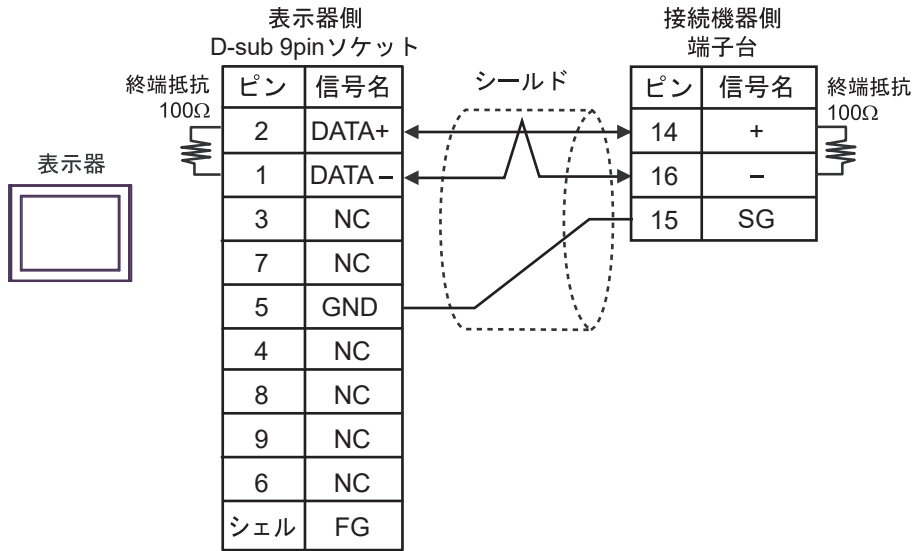 表示器側
D-sub 9pinソケット
接続機器側
端子台
終端抵抗
100Ω
ピン 信号名
2 DATA+
1 DATA−
3 NC
7 NC
5 GND
4 NC
8 NC
9 NC
6 NC
シェル FG
シールド
ピン 信号名
14 +
16 −
15 SG
終端抵抗
100Ω
表示器